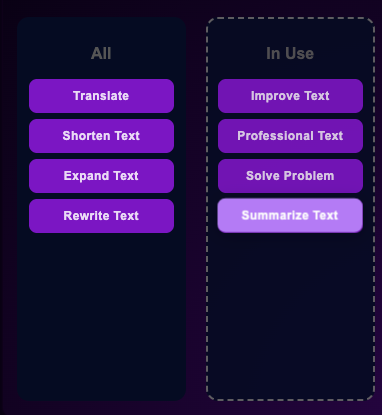 All
Translate
Shorten Text
Expand Text
Rewrite Text
In Use
Improve Text
Professional Text
Solve Problem
Summarize Text